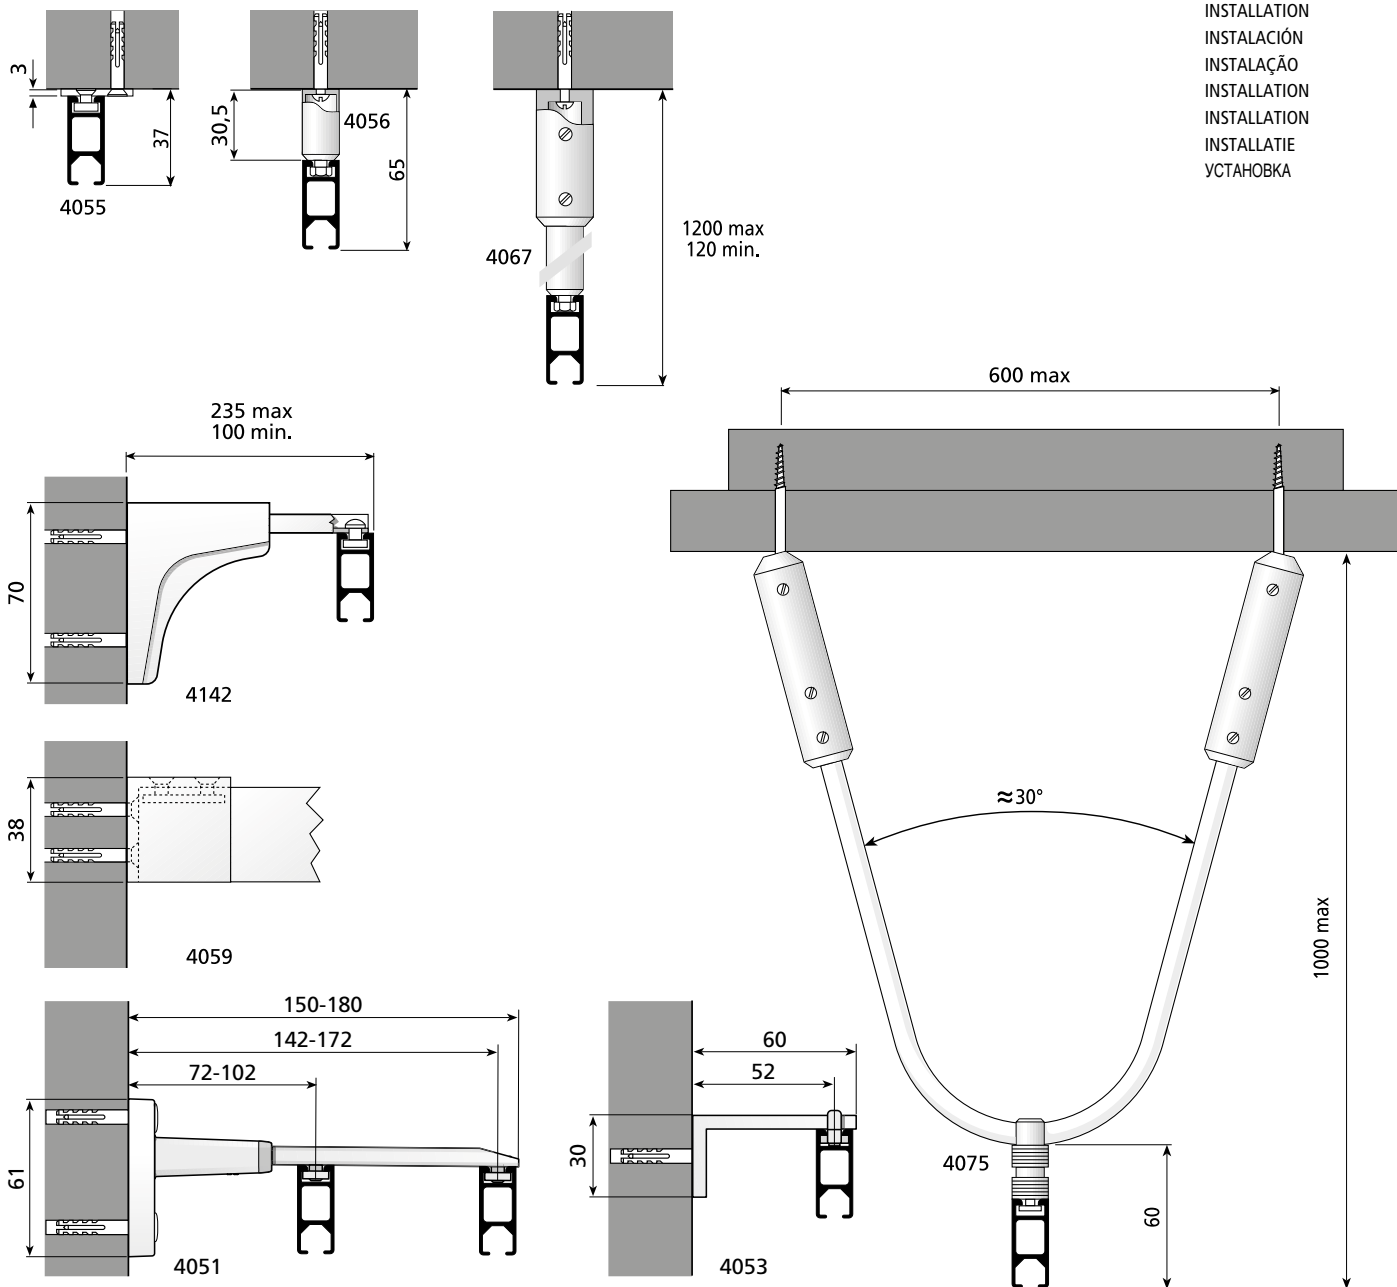 INSTALLATION
INSTALACIÓN
INSTALAÇÃO
INSTALLATION
INSTALLATION
INSTALLATIE
УСТАНОВКА
3
37
4055
30,5
4056
65
4067
1200 max
120 min.
235 max
100 min.
70
4142
38
4059
150-180
142-172
72-102
61
4051
60
52
30
4053
600 max
≈30°
1000 max
4075
60